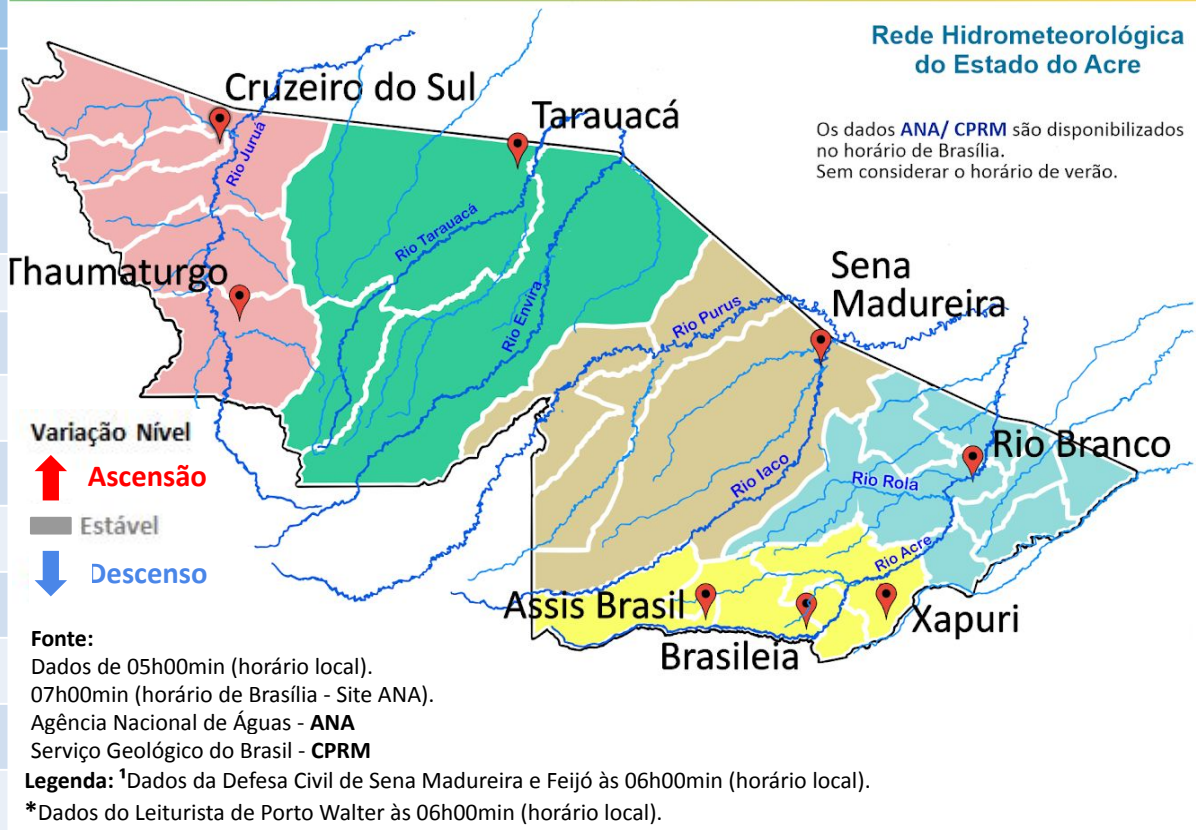 Rede Hidrometeorológica
do Estado do Acre
Os dados ANA/ CPRM são disponibilizados
no horário de Brasília.
Sem considerar o horário de verão.
Cruzeiro do Sul
Tarauacá
Rio Juruá
Rio Tarauacá
Thaumaturgo
Rio Envira
Rio Purus
Sena
Madureira
Rio Branco
Rio Iaco
Rio Rola
Rio Acre
Assis Brasil
Brasileia
Xapuri
Variação Nível
Ascensão
Estável
Descenso
Fonte:
Dados de 05h00min (horário local).
07h00min (horário de Brasília - Site ANA).
Agência Nacional de Águas - ANA
Serviço Geológico do Brasil - CPRM
Legenda: ¹Dados da Defesa Civil de Sena Madureira e Feijó às 06h00min (horário local).
*Dados do Leiturista de Porto Walter às 06h00min (horário local).